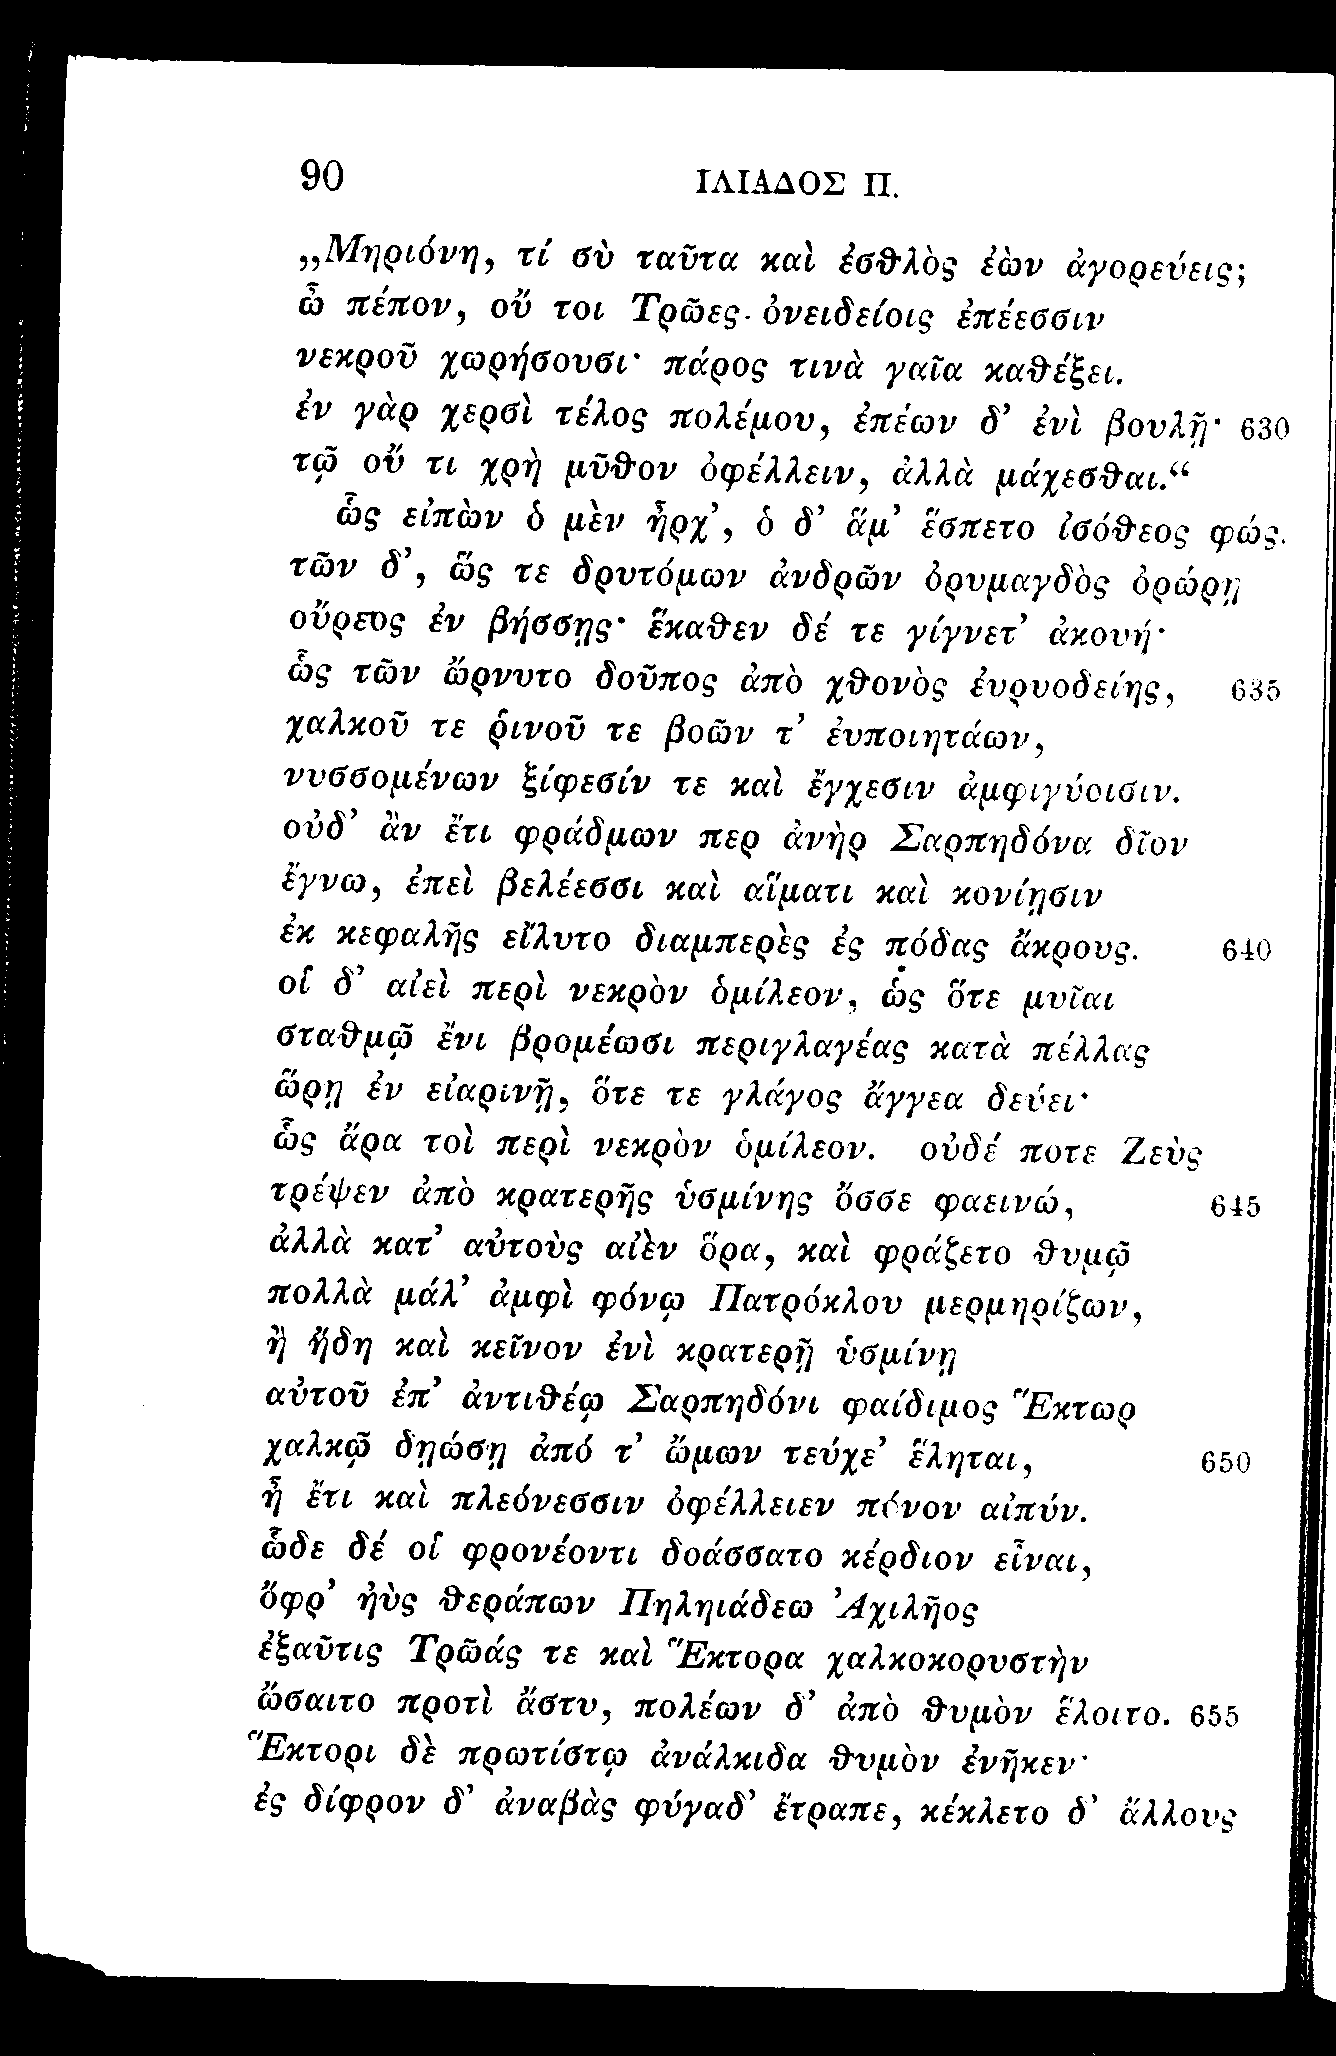 90 ΙΛΙΑΔΟΣ Π.
„Μηριόνη, τί σὺ ταῦτα καὶ ἐσθλὸς ἐὼν ἀγορεύεις;
ὦ πέπον, οὔ τοι Τρῶες ὀνειδείοις ἐπέεσσιν
νεκροῦ χωρήσουσι· πάρος τινὰ γαῖα καθέξει.
ἐν γὰρ χερσὶ τέλος πολέμου, ἐπέων δ’ ἐνὶ βουλῇ· 630
τῷ οὔ τι χρὴ μῦθον ὀφέλλειν, ἀλλὰ μάχεσθαι.“
ὣς εἰπὼν ὁ μὲν ἦρχ’, ὁ δ’ ἅμ’ ἕσπετο ἰσόθεος φώς.
τῶν δ’, ὥς τε δρυτόμων ἀνδρῶν ὀρυμαγδὸς ὀρώρῃ
οὔρεος ἐν βήσσῃς· ἕκαθεν δέ τε γίγνετ’ ἀκουή·
ὣς τῶν ὤρνυτο δοῦπος ἀπὸ χθονὸς ἐυρυοδείης, 635
χαλκοῦ τε ῥινοῦ τε βοῶν τ’ ἐυποιητάων,
νυσσομένων ξίφεσίν τε καὶ ἔγχεσιν ἀμφιγύοισιν.
οὐδ’ ἂν ἔτι φράδμων περ ἀνὴρ Σαρπηδόνα δῖον
ἔγνω, ἐπεὶ βελέεσσι καὶ αἵματι καὶ κονίῃσιν
ἐκ κεφαλῆς εἴλυτο διαμπερὲς ἐς πόδας ἄκρους. 640
οἳ δ’ αἰεὶ περὶ νεκρὸν ὁμίλεον, ὡς ὅτε μυῖαι
σταθμῷ ἔνι βρομέωσι περιγλαγέας κατὰ πέλλας
ὥρῃ ἐν εἰαρινῇ, ὅτε τε γλάγος ἄγγεα δεύει·
ὣς ἄρα τοὶ περὶ νεκρὸν ὁμίλεον. οὐδέ ποτε Ζεὺς
τρέψεν ἀπὸ κρατερῆς ὑσμίνης ὄσσε φαεινώ, 645
ἀλλὰ κατ’ αὐτοὺς αἰὲν ὅρα, καὶ φράζετο θυμῷ
πολλὰ μάλ’ ἀμφὶ φόνῳ Πατρόκλου μερμηρίζων,
ἢ ἤδη καὶ κεῖνον ἐνὶ κρατερῇ ὑσμίνῃ
αὐτοῦ ἐπ’ ἀντιθέῳ Σαρπηδόνι φαίδιμος Ἕκτωρ
χαλκῷ δῃώσῃ ἀπό τ’ ὤμων τεύχε’ ἕληται, 650
ἦ ἔτι καὶ πλεόνεσσιν ὀφέλλειεν πόνον αἰπύν.
ὧδε δέ οἱ φρονέοντι δοάσσατο κέρδιον εἶναι,
ὄφρ’ ἠὺς θεράπων Πηληιάδεω Ἀχιλῆος
ἐξαῦτις Τρῶάς τε καὶ Ἕκτορα χαλκοκορυστὴν
ὤσαιτο προτὶ ἄστυ, πολέων δ’ ἀπὸ θυμὸν ἕλοιτο. 655
Ἕκτορι δὲ πρωτίστῳ ἀνάλκιδα θυμὸν ἐνῆκεν·
ἐς δίφρον δ’ ἀναβὰς φύγαδ’ ἔτραπε, κέκλετο δ’ ἄλλους